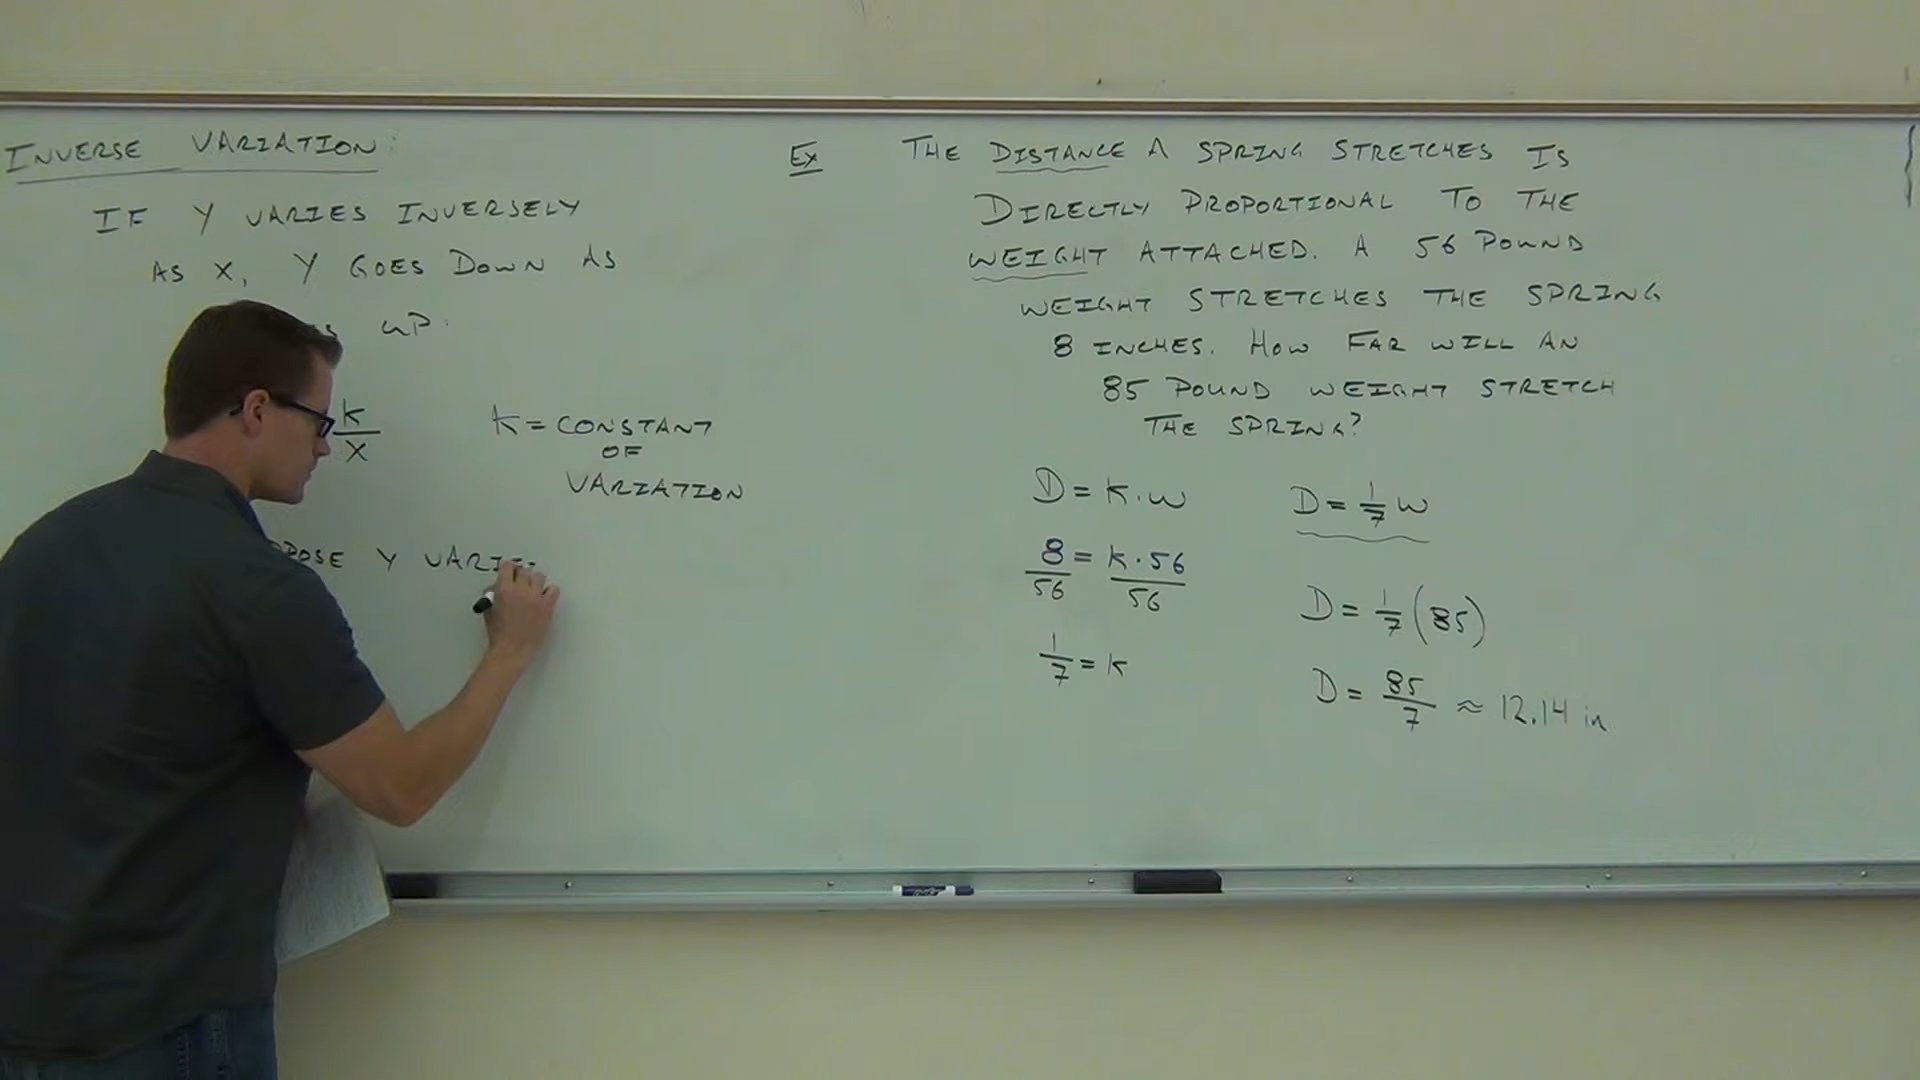 INVERSE VARIATION:
IF Y VARIES INVERSELY
AS X, Y GOES DOWN AS
UP:
K/X
K = CONSTANT
OF
VARIATION
Y VARIES
Ex THE DISTANCE A SPRING STRETCHES IS
DIRECTLY PROPORTIONAL TO THE
WEIGHT ATTACHED. A 56 POUND
WEIGHT STRETCHES THE SPRING
8 INCHES. HOW FAR WILL AN
85 POUND WEIGHT STRETCH
THE SPRING?
D = K·W
8/56 = K·56/56
1/7 = K
D = 1/7 W
D = 1/7 (85)
D = 85/7 ≈ 12.14 in